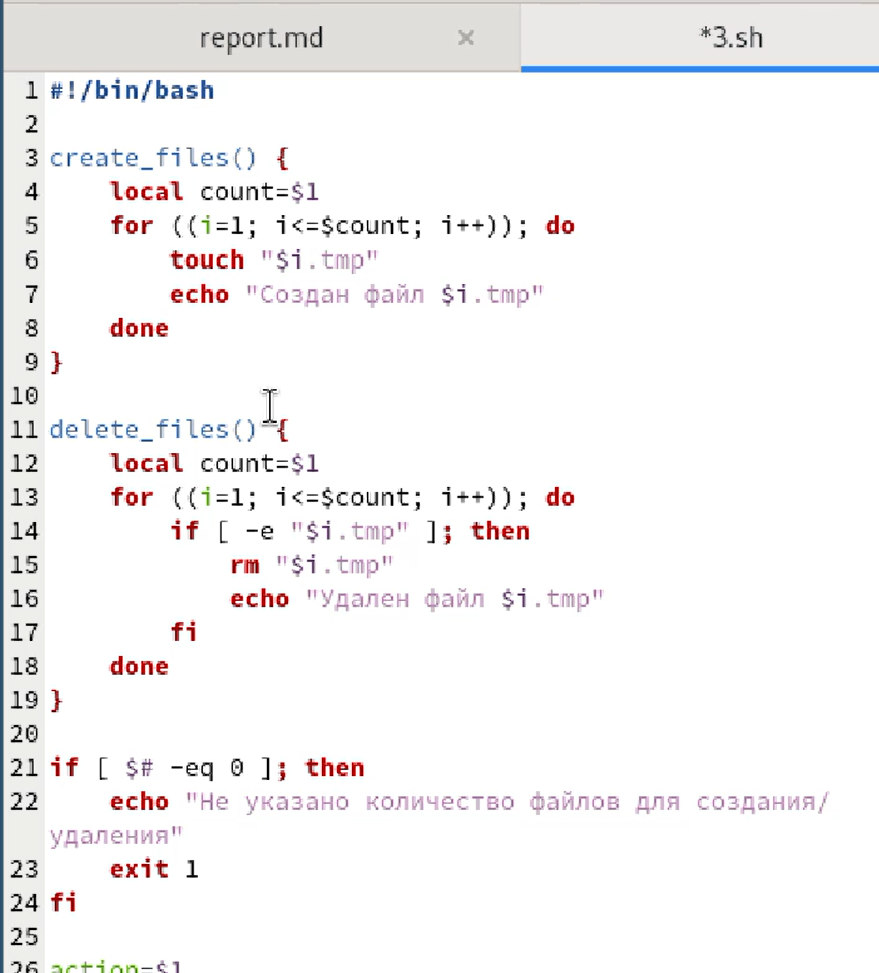 report.md × *3.sh
1 #!/bin/bash
2
3 create_files() {
4     local count=$1
5     for ((i=1; i<=$count; i++)); do
6         touch "$i.tmp"
7         echo "Создан файл $i.tmp"
8     done
9 }
10
11 delete_files() {
12     local count=$1
13     for ((i=1; i<=$count; i++)); do
14         if [ -e "$i.tmp" ]; then
15             rm "$i.tmp"
16             echo "Удален файл $i.tmp"
17         fi
18     done
19 }
20
21 if [ $# -eq 0 ]; then
22     echo "Не указано количество файлов для создания/
удаления"
23     exit 1
24 fi
25
26 action=$1